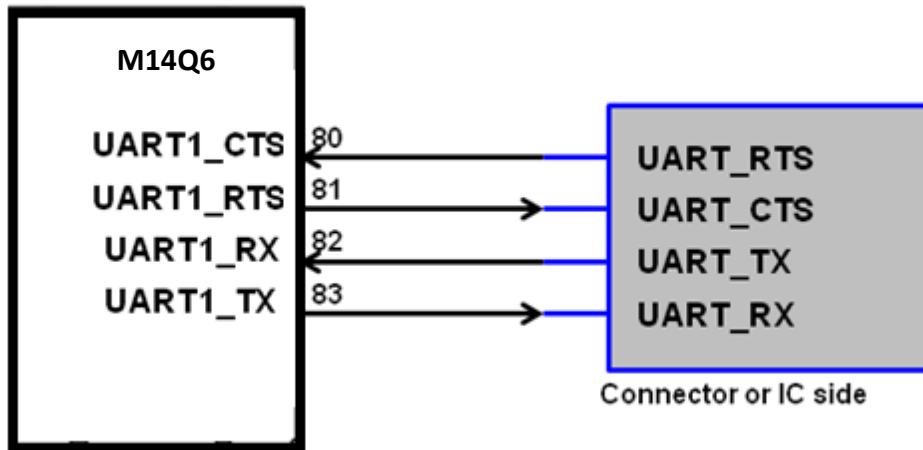 M14Q6
UART1_CTS 80 UART_RTS
UART1_RTS 81 UART_CTS
UART1_RX 82 UART_TX
UART1_TX 83 UART_RX
Connector or IC side